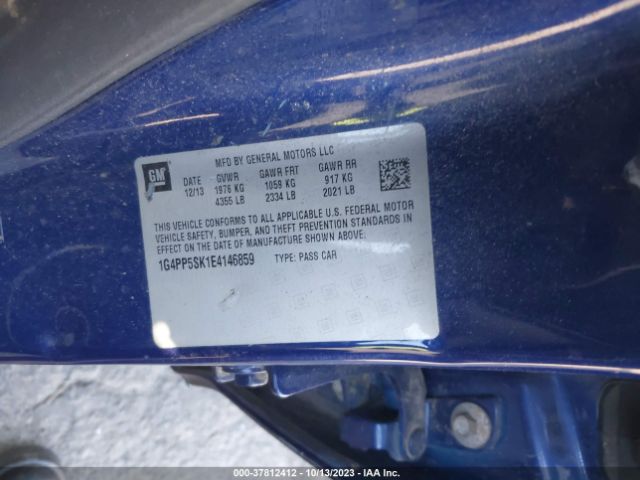 MFD BY GENERAL MOTORS LLC
GM
DATE GVWR GAWR FRT GAWR RR
12/13 1976 KG 1059 KG 917 KG
4355 LB 2334 LB 2021 LB
THIS VEHICLE CONFORMS TO ALL APPLICABLE U.S. FEDERAL MOTOR
VEHICLE SAFETY, BUMPER, AND THEFT PREVENTION STANDARDS IN
EFFECT ON THE DATE OF MANUFACTURE SHOWN ABOVE.
1G4PP5SK1E4146859 TYPE: PASS CAR
000-37812412 - 10/13/2023 - IAA Inc.